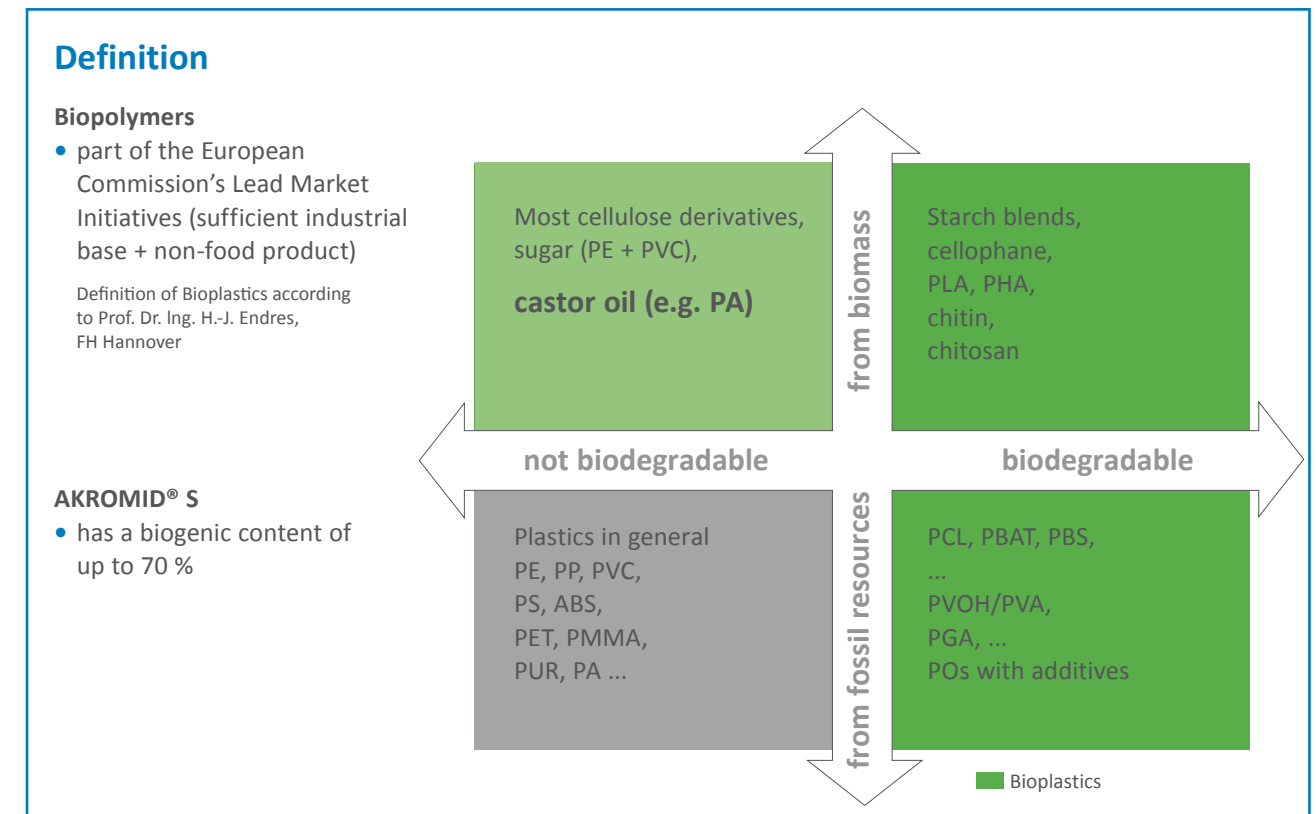 Definition
Biopolymers
• part of the European
Commission’s Lead Market
Initiatives (sufficient industrial
base + non-food product)
Definition of Bioplastics according
to Prof. Dr. Ing. H.-J. Endres,
FH Hannover
AKROMID® S
• has a biogenic content of
up to 70 %
Most cellulose derivatives,
sugar (PE + PVC),
castor oil (e.g. PA)
from biomass
Starch blends,
cellophane,
PLA, PHA,
chitin,
chitosan
not biodegradable
biodegradable
Plastics in general
PE, PP, PVC,
PS, ABS,
PET, PMMA,
PUR, PA ...
from fossil resources
PCL, PBAT, PBS,
...
PVOH/PVA,
PGA, ...
POs with additives
Bioplastics